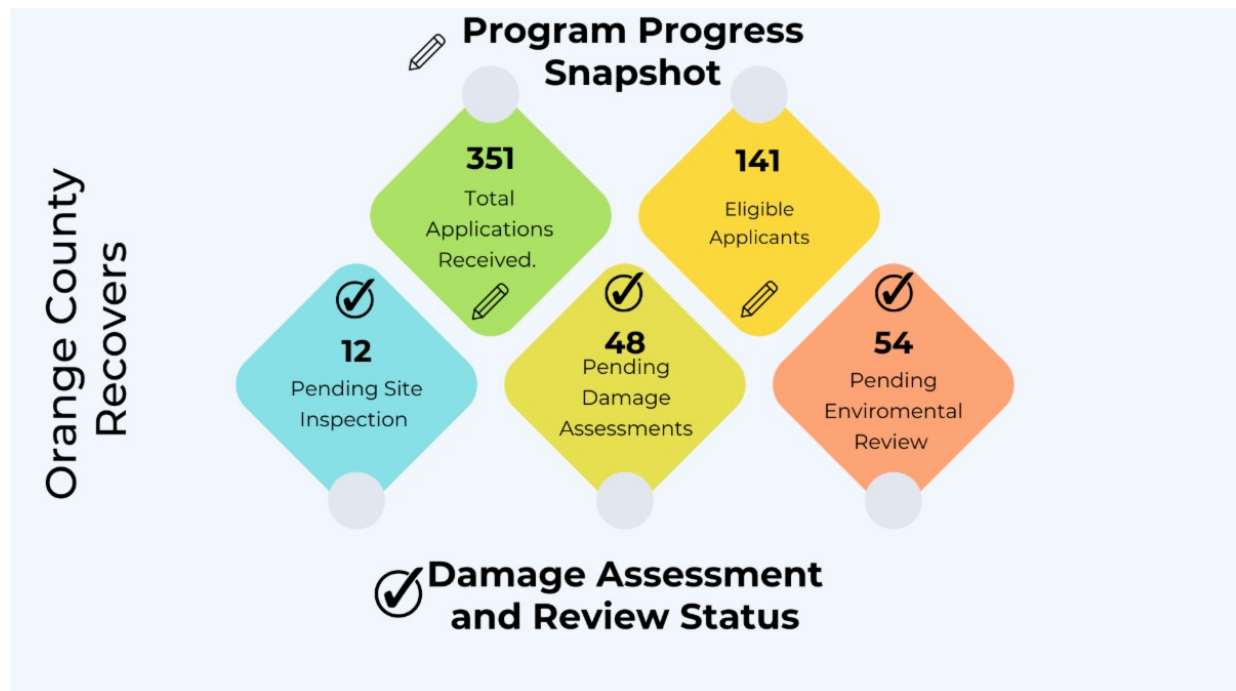 Program Progress
Snapshot
Orange County
Recovers
351
Total
Applications
Received.
141
Eligible
Applicants
12
Pending Site
Inspection
48
Pending
Damage
Assessments
54
Pending
Enviromental
Review
Damage Assessment
and Review Status